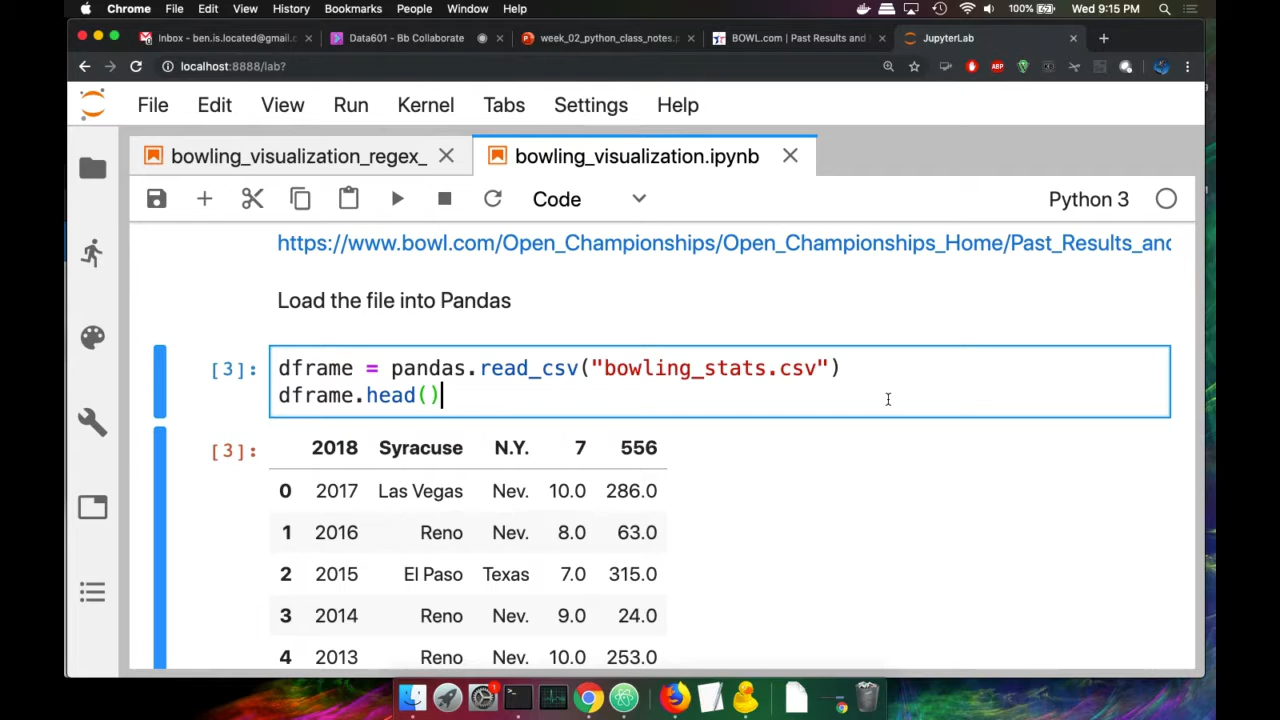 Chrome File Edit View History Bookmarks People Window Help 100% Wed 9:15 PM
Inbox - ben.is.located@gmail.c Data601 - Bb Collaborate week_02_python_class_notes.p BOWL.com | Past Results and JupyterLab
localhost:8888/lab?
ABP
File Edit View Run Kernel Tabs Settings Help
bowling_visualization_regex_ bowling_visualization.ipynb
Code Python 3
https://www.bowl.com/Open_Championships/Open_Championships_Home/Past_Results_and
Load the file into Pandas
[3]: dframe = pandas.read_csv("bowling_stats.csv")
dframe.head()
[3]: 2018 Syracuse N.Y. 7 556
0 2017 Las Vegas Nev. 10.0 286.0
1 2016 Reno Nev. 8.0 63.0
2 2015 El Paso Texas 7.0 315.0
3 2014 Reno Nev. 9.0 24.0
4 2013 Reno Nev. 10.0 253.0
1